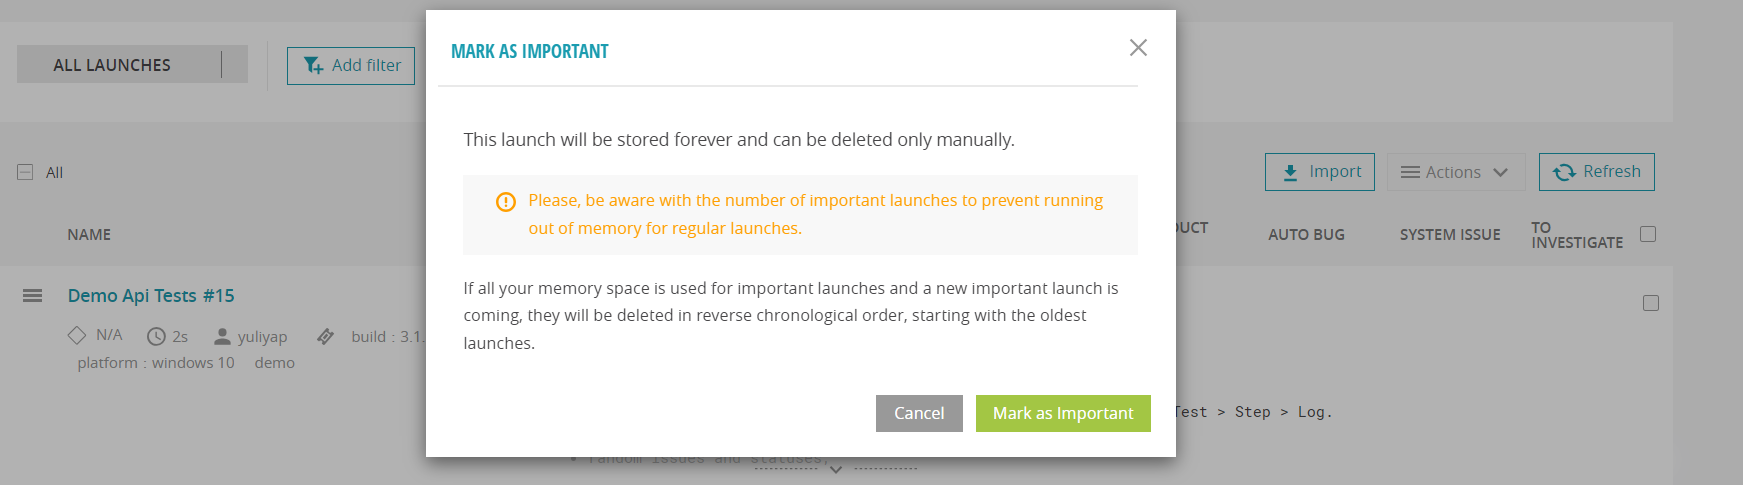 MARK AS IMPORTANT
ALL LAUNCHES
Add filter
This launch will be stored forever and can be deleted only manually.
All
Import
Actions
Refresh
Please, be aware with the number of important launches to prevent running
out of memory for regular launches.
NAME
DUCT
AUTO BUG
SYSTEM ISSUE
TO
INVESTIGATE
If all your memory space is used for important launches and a new important launch is
coming, they will be deleted in reverse chronological order, starting with the oldest
launches.
Demo Api Tests #15
N/A 2s yuliyap build : 3.1.
platform : windows 10 demo
Cancel
Mark as Important
Test > Step > Log.
random issues and statuses,